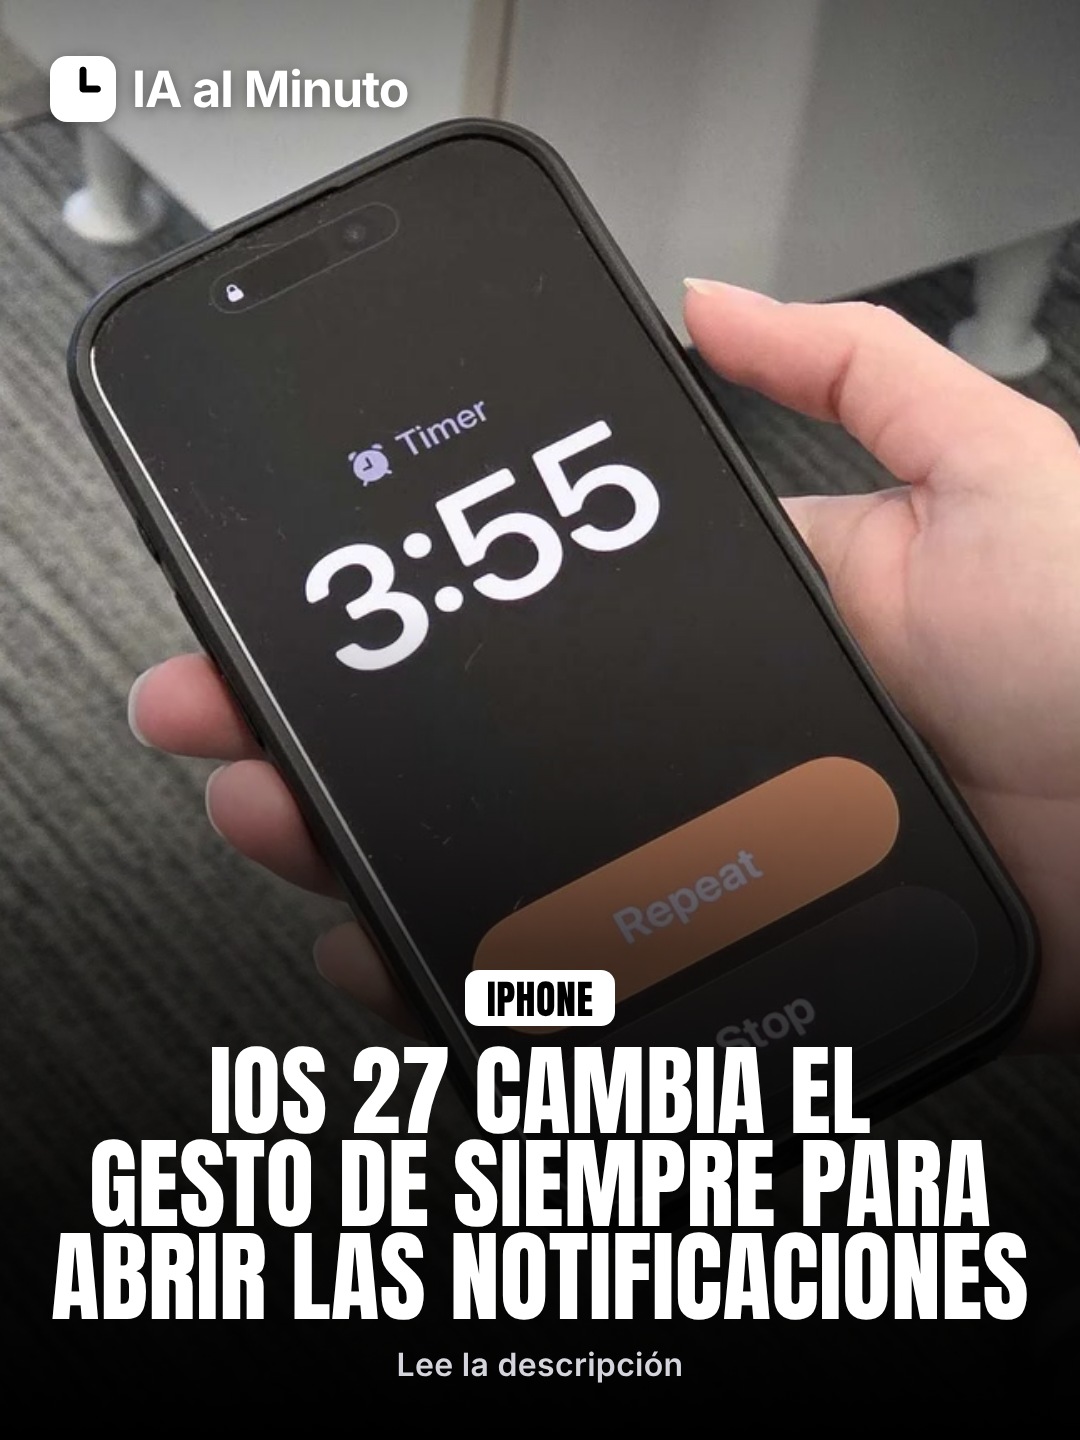 IA al Minuto
Timer
3:55
Repeat
Stop
IPHONE
IOS 27 CAMBIA EL
GESTO DE SIEMPRE PARA
ABRIR LAS NOTIFICACIONES
Lee la descripción